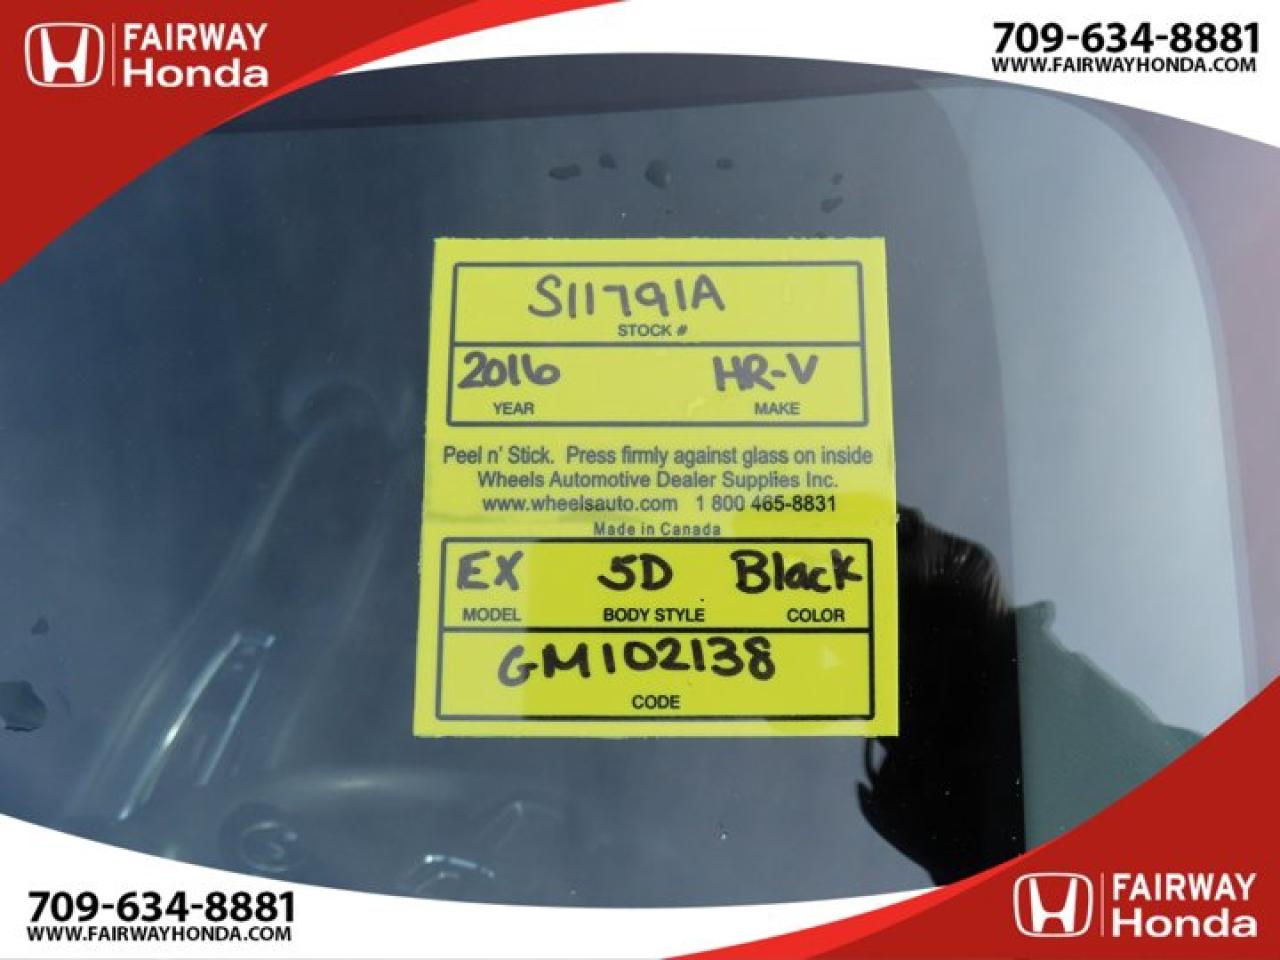 FAIRWAY
Honda
709-634-8881
WWW.FAIRWAYHONDA.COM
S11791A
STOCK #
2016 HR-V
YEAR MAKE
Peel n' Stick. Press firmly against glass on inside
Wheels Automotive Dealer Supplies Inc.
www.wheelsauto.com 1 800 465-8831
Made in Canada
EX 5D Black
MODEL BODY STYLE COLOR
GM102138
CODE
709-634-8881
WWW.FAIRWAYHONDA.COM
FAIRWAY
Honda